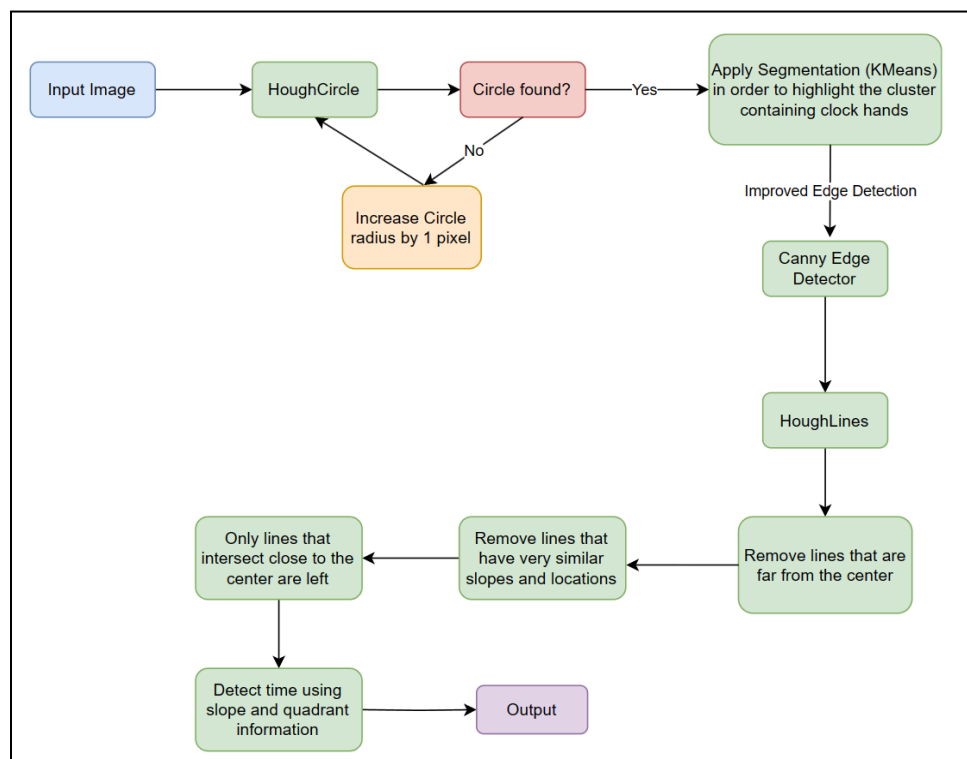 Input Image
HoughCircle
Circle found?
Yes
Apply Segmentation (KMeans)
in order to highlight the cluster
containing clock hands
No
Increase Circle
radius by 1 pixel
Improved Edge Detection
Canny Edge
Detector
HoughLines
Remove lines that are
far from the center
Remove lines that
have very similar
slopes and locations
Only lines that
intersect close to the
center are left
Detect time using
slope and quadrant
information
Output